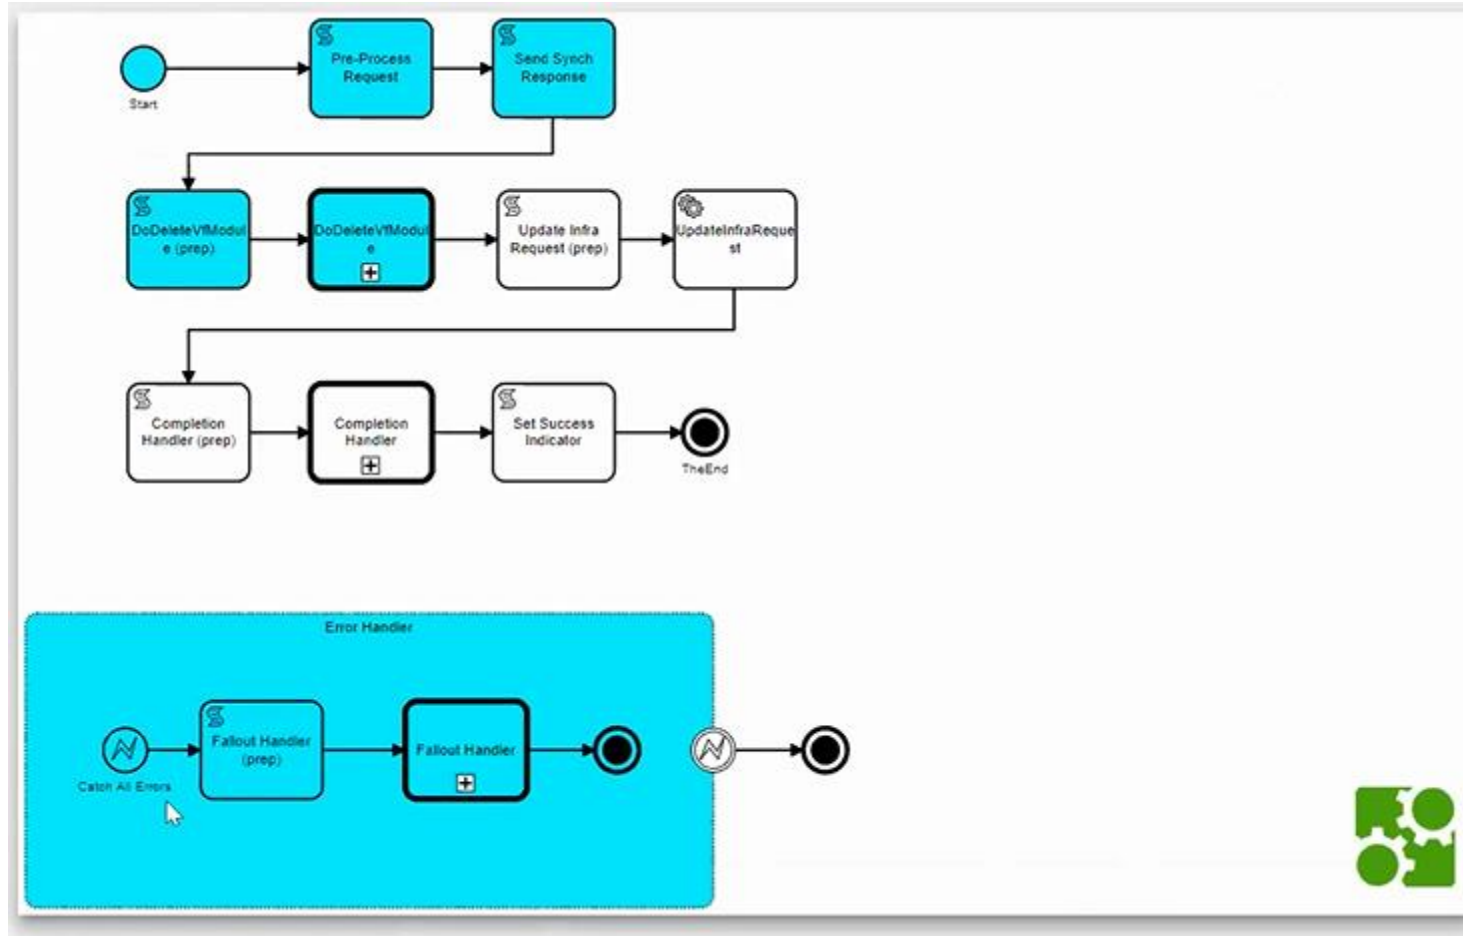 Pre-Process
Request
Send Synch
Response
Start
DoDeleteVfModul
e (prep)
DoDeleteVfModul
e
Update Infra
Request (prep)
UpdateInfraReque
st
Completion
Handler (prep)
Completion
Handler
Set Success
Indicator
TheEnd
Error Handler
Fallout Handler
(prep)
Fallout Handler
Catch All Errors